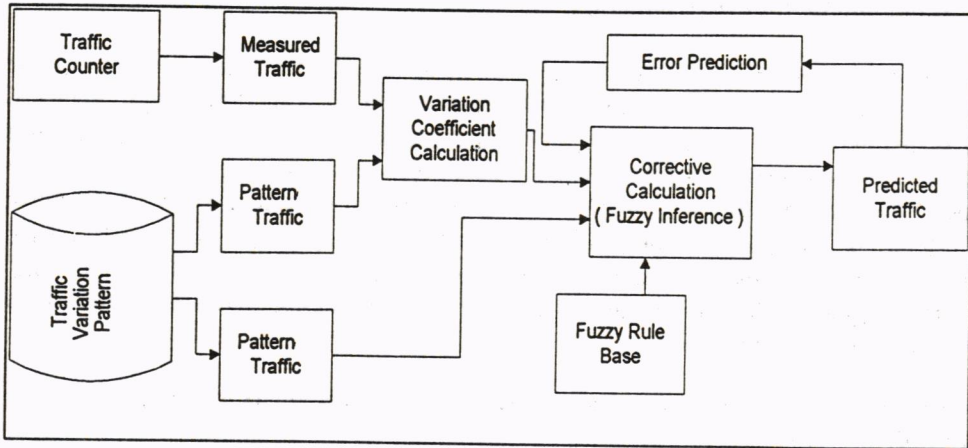 Traffic
Counter
Measured
Traffic
Error Prediction
Variation
Coefficient
Calculation
Corrective
Calculation
( Fuzzy Inference )
Predicted
Traffic
Pattern
Traffic
Traffic
Variation
Pattern
Pattern
Traffic
Fuzzy Rule
Base